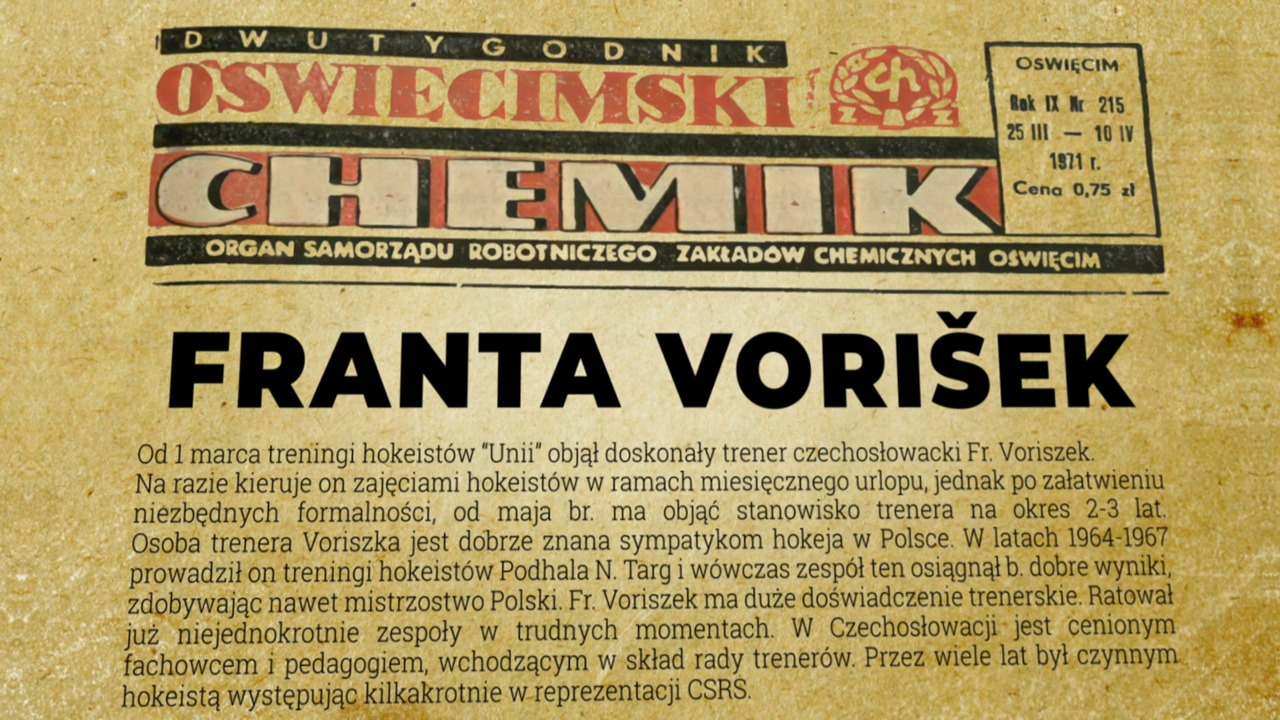 DWUTYGODNIK
OŚWIĘCIMSKI
CHEMIK
ORGAN SAMORZĄDU ROBOTNICZEGO ZAKŁADÓW CHEMICZNYCH OŚWIĘCIM
OŚWIĘCIM
Rok IX Nr 215
25 III — 10 IV
1971 r.
Cena 0,75 zł
FRANTA VORIŠEK
Od 1 marca treningi hokeistów “Unii” objął doskonały trener czechosłowacki Fr. Voriszek.
Na razie kieruje on zajęciami hokeistów w ramach miesięcznego urlopu, jednak po załatwieniu
niezbędnych formalności, od maja br. ma objąć stanowisko trenera na okres 2-3 lat.
Osoba trenera Voriszka jest dobrze znana sympatykom hokeja w Polsce. W latach 1964-1967
prowadził on treningi hokeistów Podhala N. Targ i wówczas zespół ten osiągnął b. dobre wyniki,
zdobywając nawet mistrzostwo Polski. Fr. Voriszek ma duże doświadczenie trenerskie. Ratował
już niejednokrotnie zespoły w trudnych momentach. W Czechosłowacji jest cenionym
fachowcem i pedagogiem, wchodzącym w skład rady trenerów. Przez wiele lat był czynnym
hokeistą występując kilkakrotnie w reprezentacji CSRS.